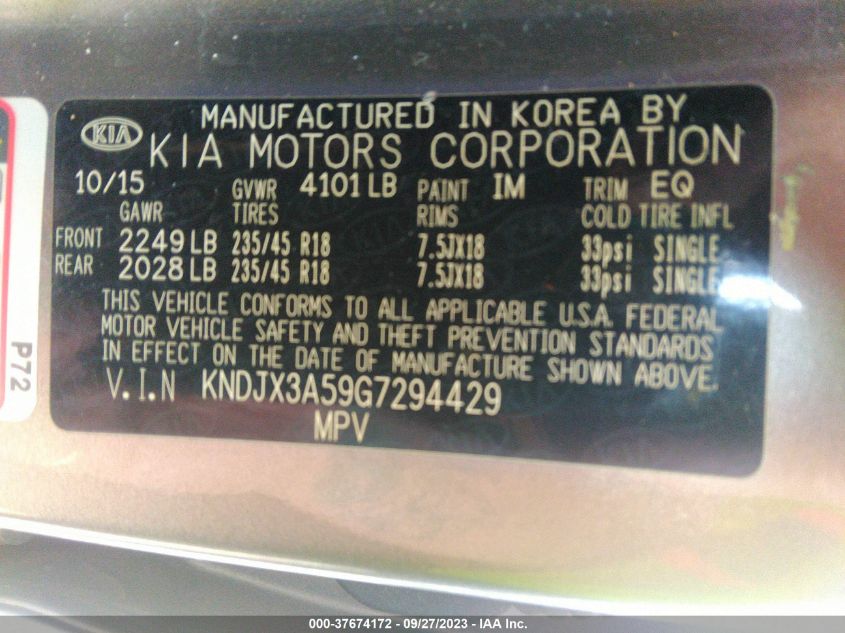 MANUFACTURED IN KOREA BY
KIA KIA MOTORS CORPORATION
10/15 GVWR 4101 LB PAINT IM TRIM EQ
GAWR TIRES RIMS COLD TIRE INFL
FRONT 2249 LB 235/45 R18 7.5JX18 33psi SINGLE
REAR 2028 LB 235/45 R18 7.5JX18 33psi SINGLE
THIS VEHICLE CONFORMS TO ALL APPLICABLE U.S.A. FEDERAL
MOTOR VEHICLE SAFETY AND THEFT PREVENTION STANDARDS
IN EFFECT ON THE DATE OF MANUFACTURE SHOWN ABOVE.
V.I.N KNDJX3A59G7294429
MPV
P72
000-37674172 - 09/27/2023 - IAA Inc.